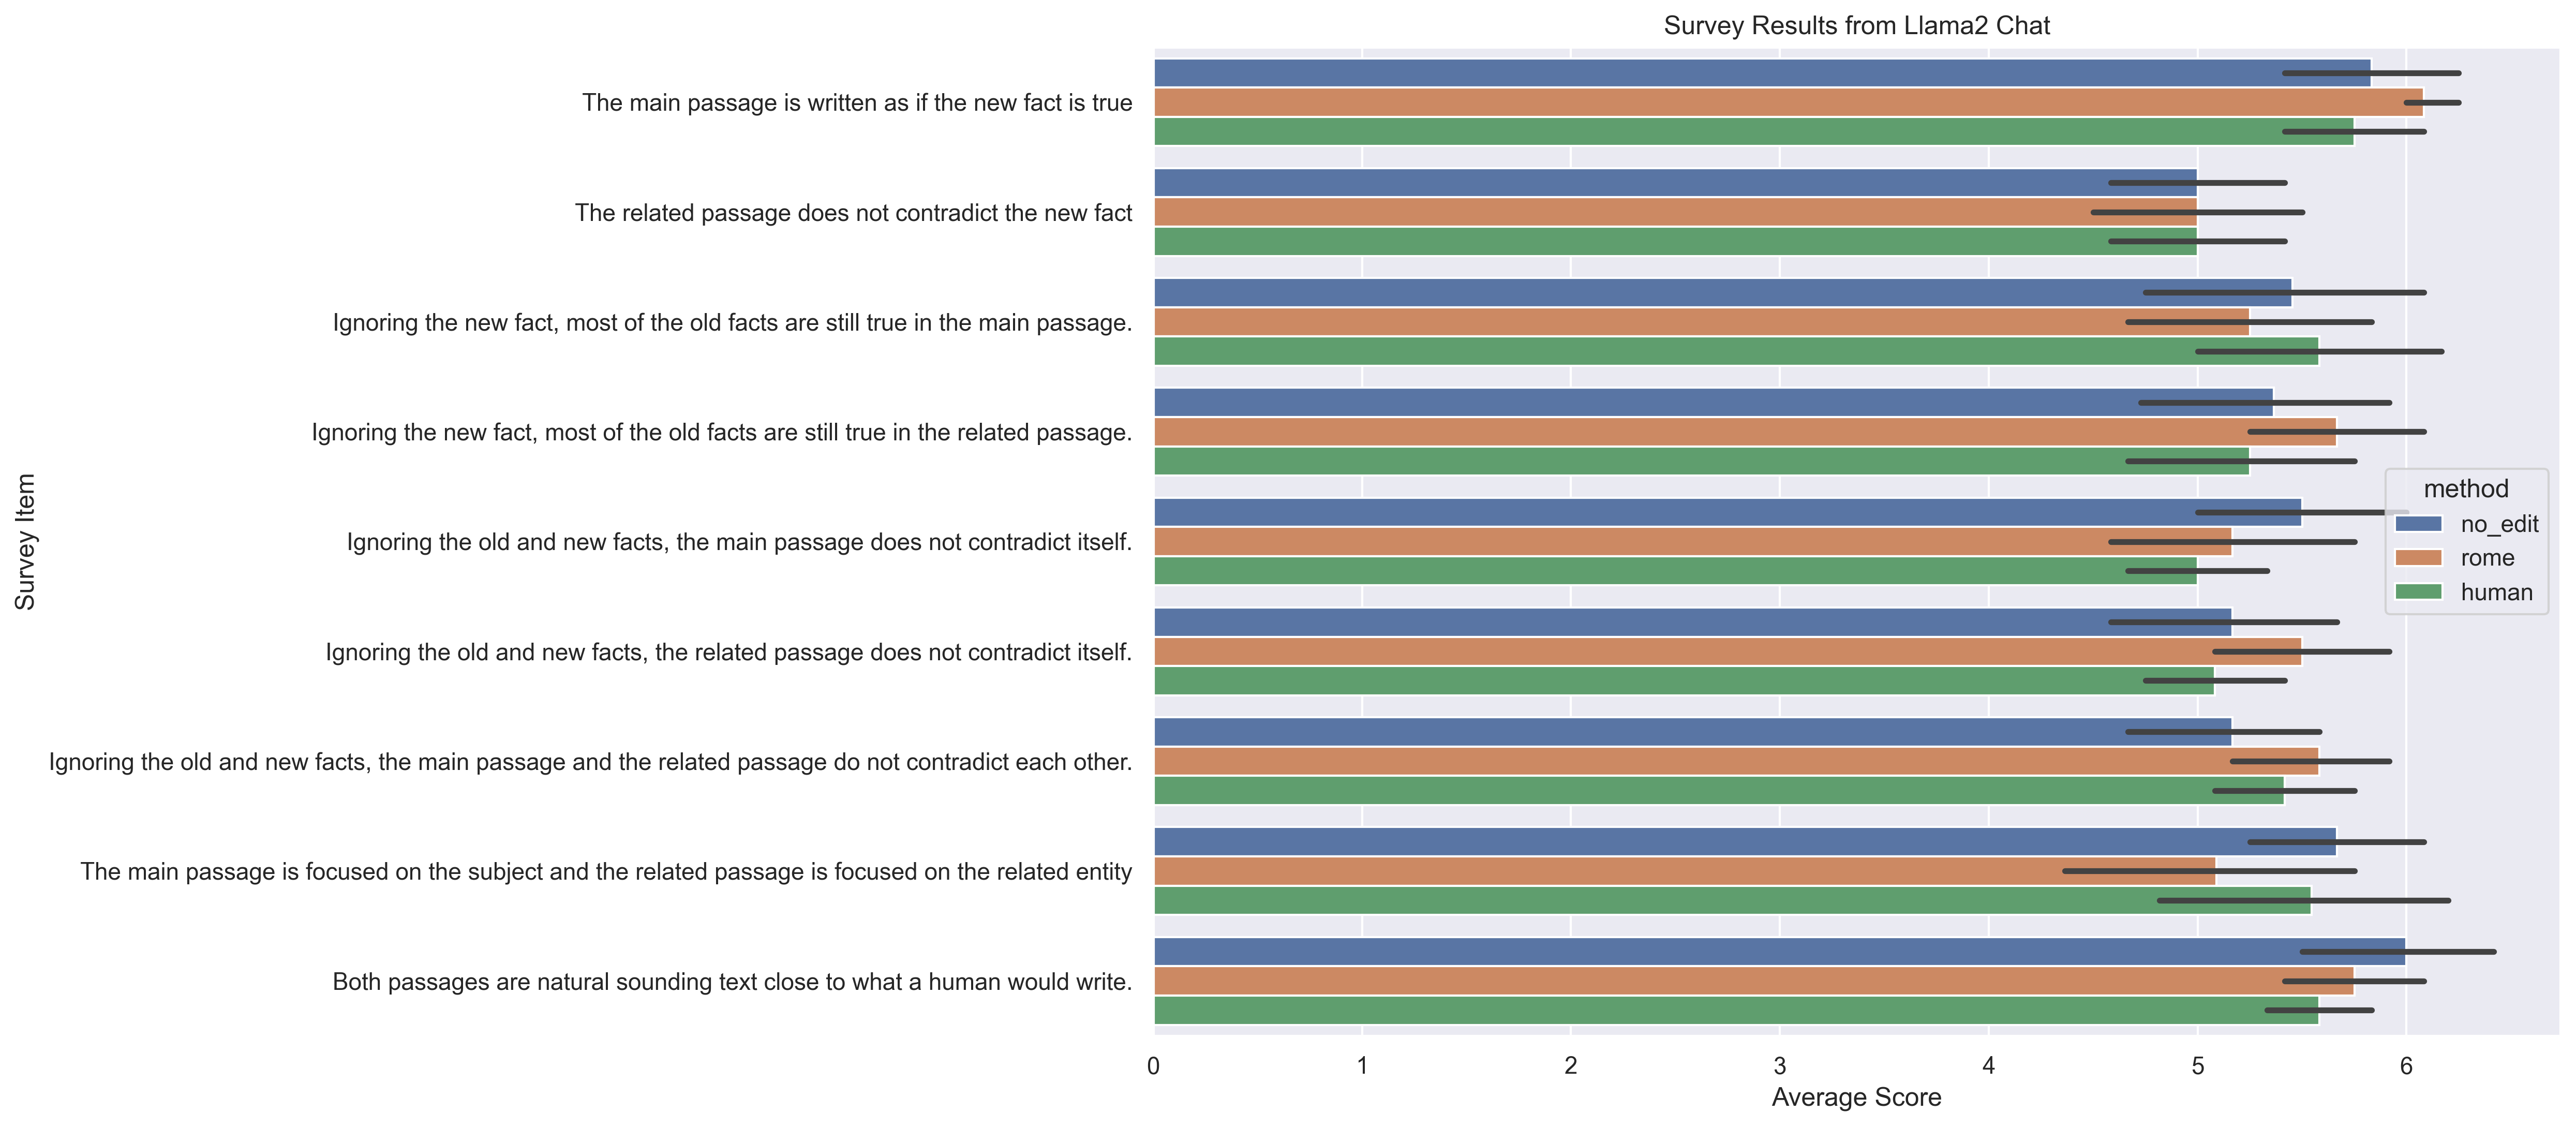 Survey Results from Llama2 Chat
Survey Item
The main passage is written as if the new fact is true
The related passage does not contradict the new fact
Ignoring the new fact, most of the old facts are still true in the main passage.
Ignoring the new fact, most of the old facts are still true in the related passage.
Ignoring the old and new facts, the main passage does not contradict itself.
Ignoring the old and new facts, the related passage does not contradict itself.
Ignoring the old and new facts, the main passage and the related passage do not contradict each other.
The main passage is focused on the subject and the related passage is focused on the related entity
Both passages are natural sounding text close to what a human would write.
method
no_edit
rome
human
0 1 2 3 4 5 6
Average Score